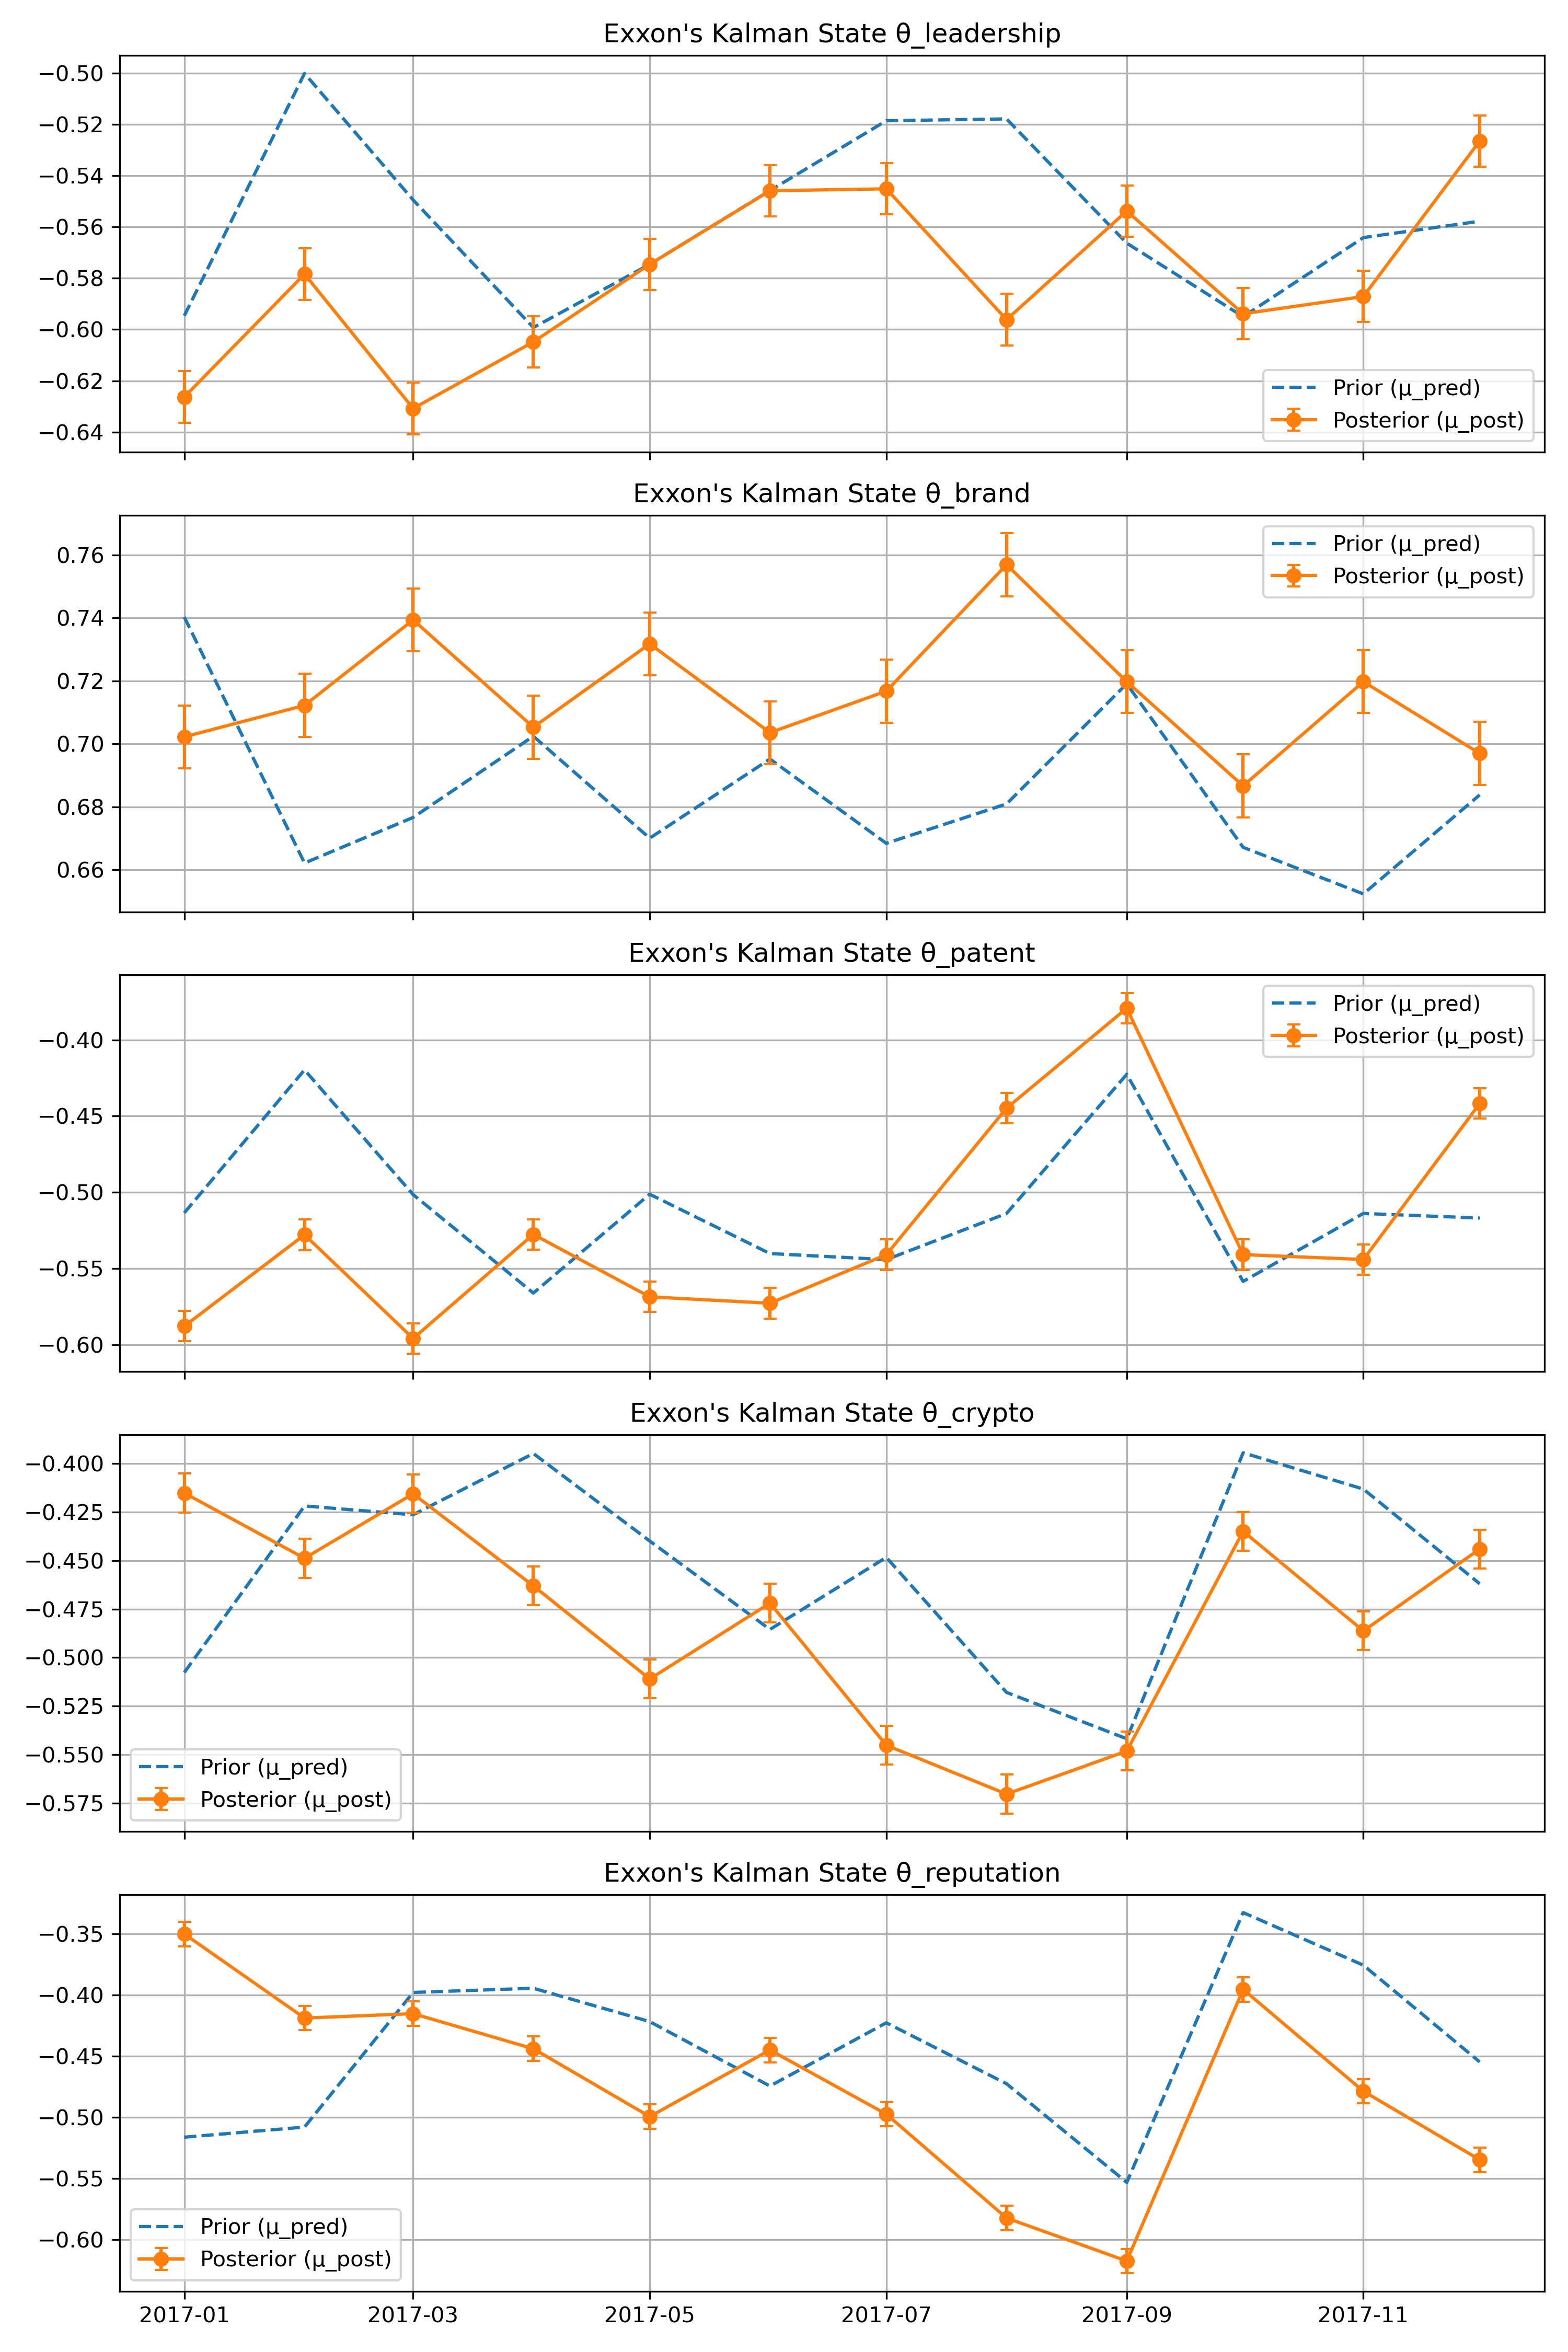 Exxon's Kalman State θ_leadership
−0.50
−0.52
−0.54
−0.56
−0.58
−0.60
−0.62
−0.64
Prior (μ_pred)
Posterior (μ_post)
Exxon's Kalman State θ_brand
0.76
0.74
0.72
0.70
0.68
0.66
Prior (μ_pred)
Posterior (μ_post)
Exxon's Kalman State θ_patent
−0.40
−0.45
−0.50
−0.55
−0.60
Prior (μ_pred)
Posterior (μ_post)
Exxon's Kalman State θ_crypto
−0.400
−0.425
−0.450
−0.475
−0.500
−0.525
−0.550
−0.575
Prior (μ_pred)
Posterior (μ_post)
Exxon's Kalman State θ_reputation
−0.35
−0.40
−0.45
−0.50
−0.55
−0.60
Prior (μ_pred)
Posterior (μ_post)
2017-01 2017-03 2017-05 2017-07 2017-09 2017-11